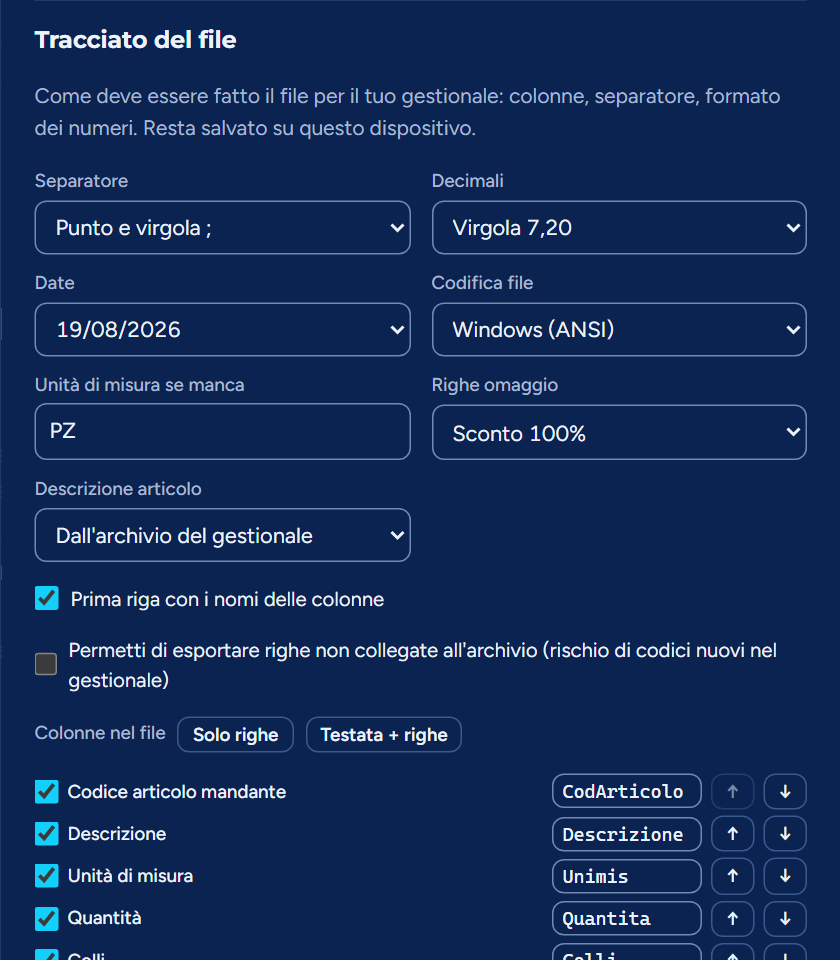 Tracciato del file
Come deve essere fatto il file per il tuo gestionale: colonne, separatore, formato
dei numeri. Resta salvato su questo dispositivo.
Separatore
Decimali
Punto e virgola ;
Virgola 7,20
Date
Codifica file
19/08/2026
Windows (ANSI)
Unità di misura se manca
Righe omaggio
PZ
Sconto 100%
Descrizione articolo
Dall'archivio del gestionale
Prima riga con i nomi delle colonne
Permetti di esportare righe non collegate all'archivio (rischio di codici nuovi nel
gestionale)
Colonne nel file
Solo righe
Testata + righe
Codice articolo mandante
CodArticolo
↑
↓
Descrizione
Descrizione
↑
↓
Unità di misura
Unimis
↑
↓
Quantità
Quantita
↑
↓
Colli
Colli